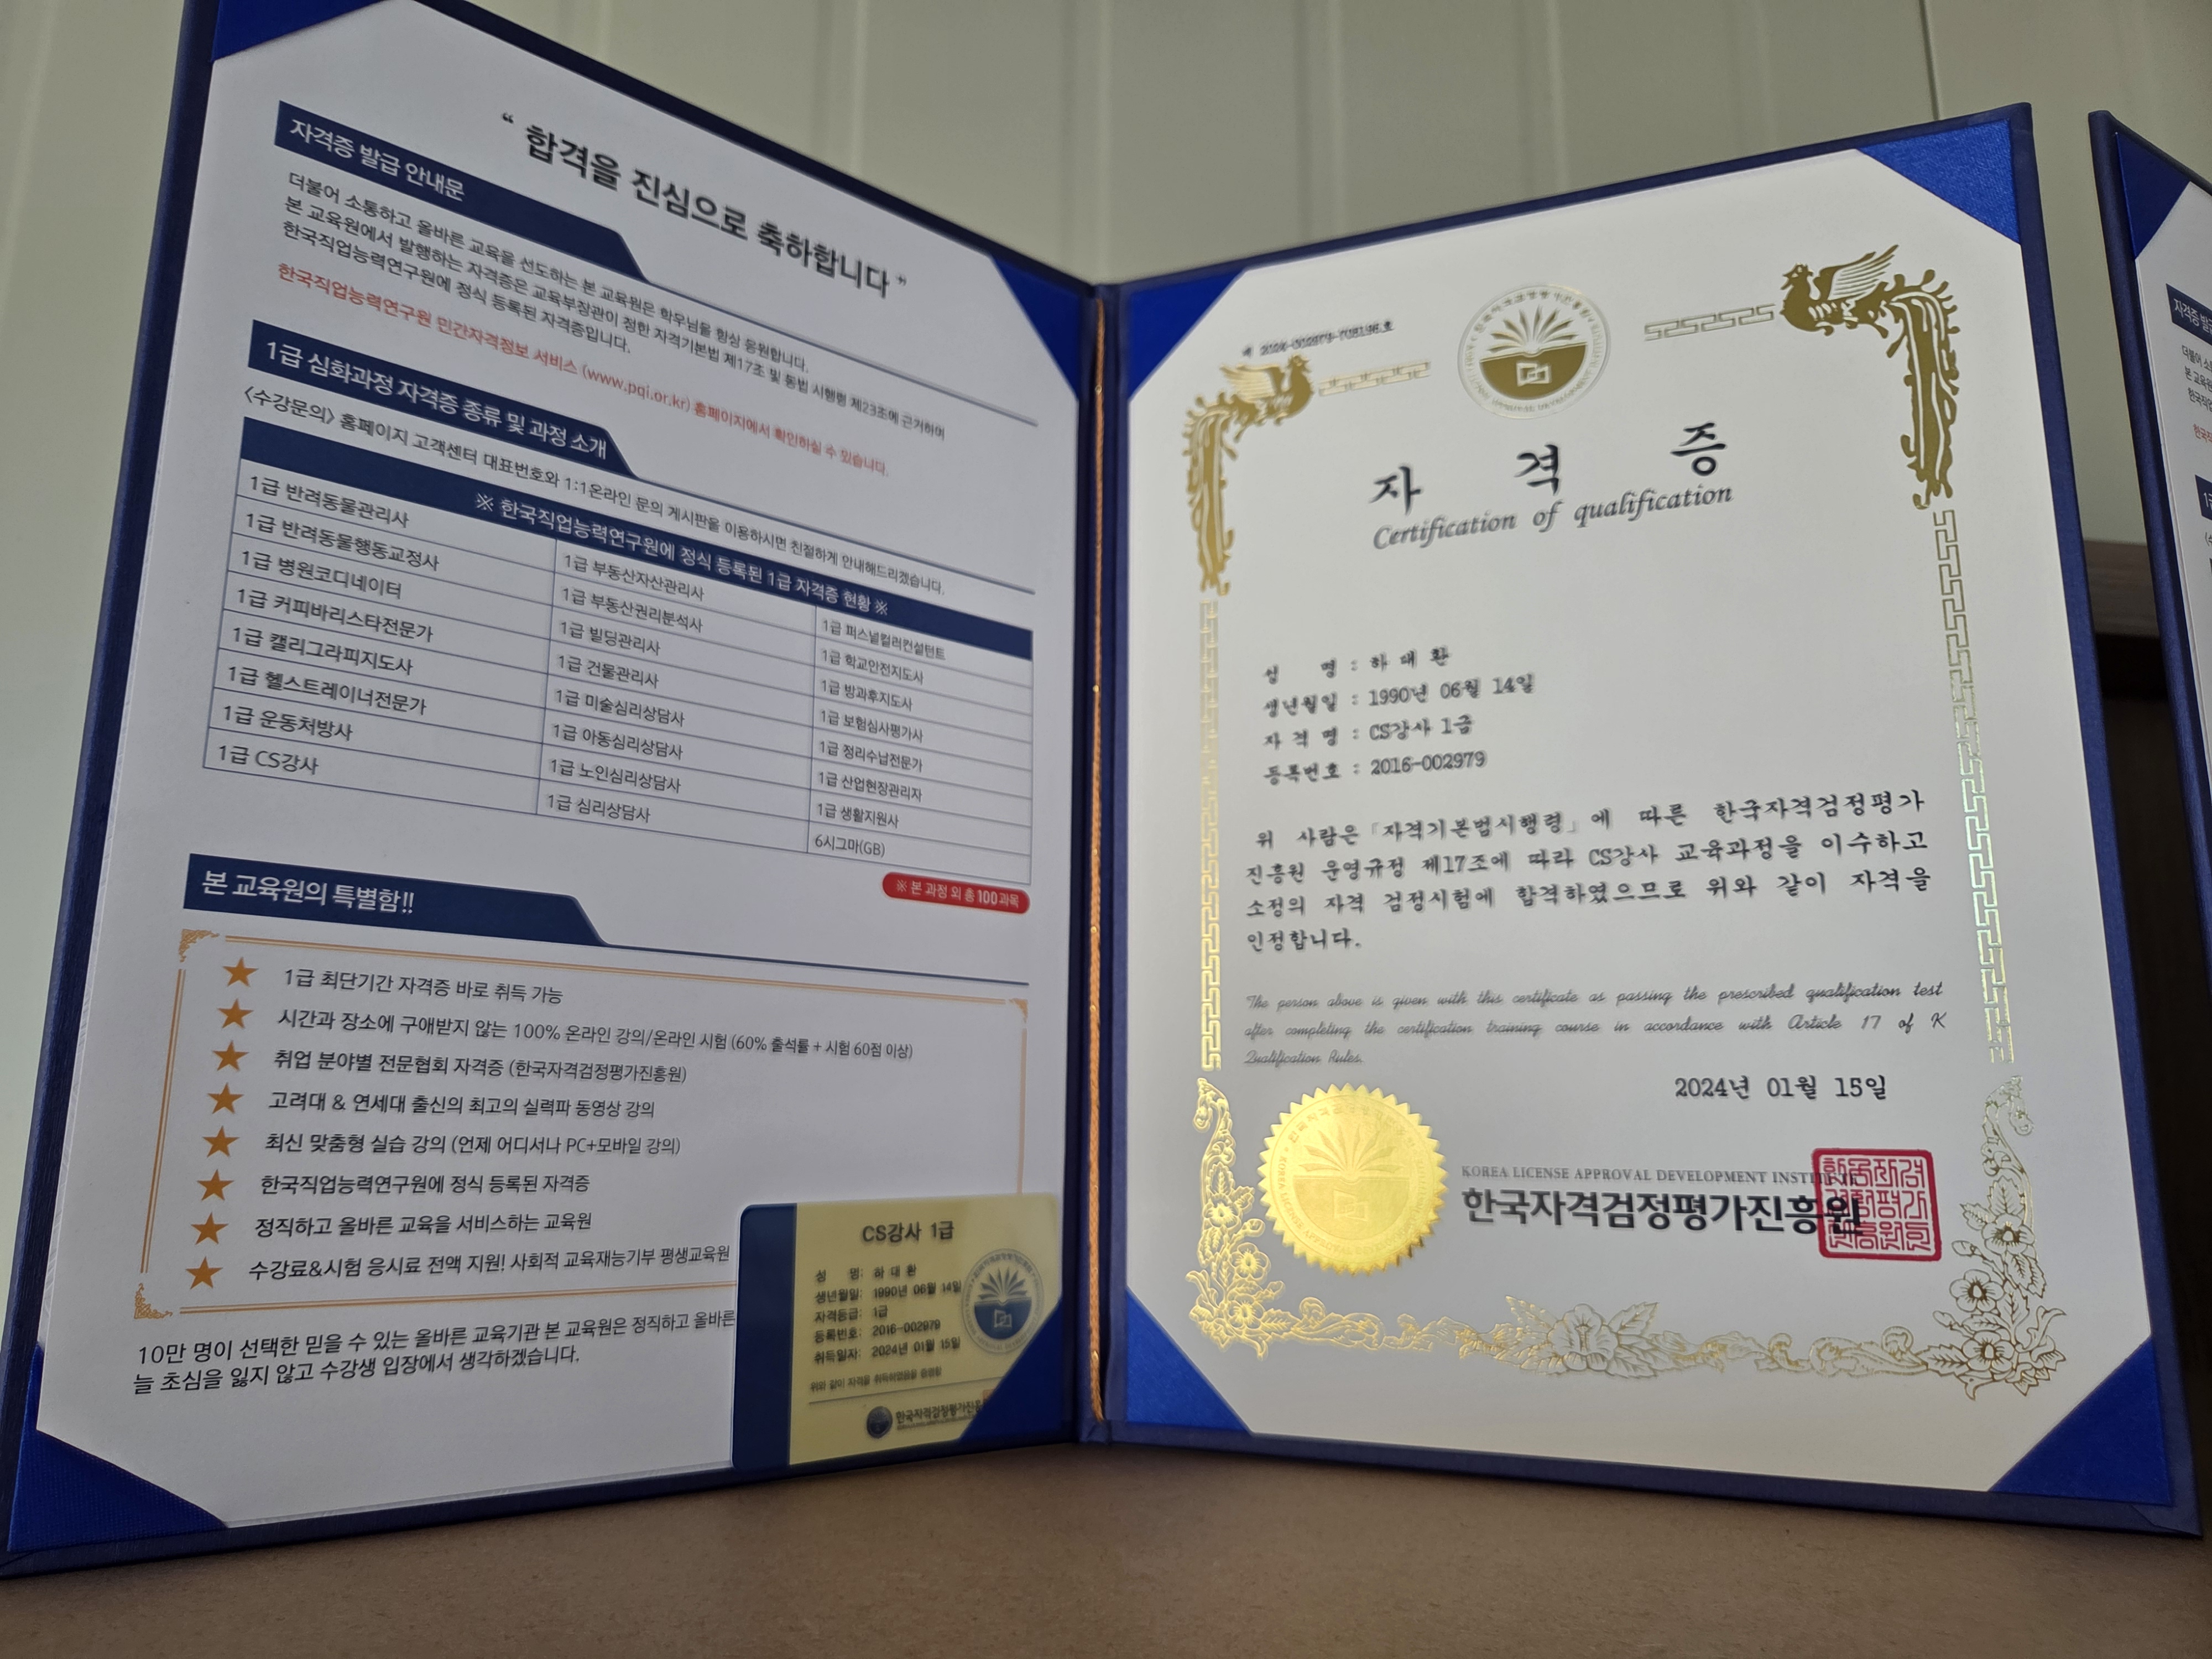 “ 합격을 진심으로 축하합니다 ”
자격증 발급 안내문
더불어 소통하고 올바른 교육을 선도하는 본 교육원은 학우님을 항상 응원합니다.
본 교육원에서 발행하는 자격증은 교육부장관이 정한 자격기본법 제17조 및 동법 시행령 제23조에 근거하여
한국직업능력연구원에 정식 등록된 자격증입니다.
한국직업능력연구원 민간자격정보 서비스 (www.pqi.or.kr) 홈페이지에서 확인하실 수 있습니다.
1급 심화과정 자격증 종류 및 과정 소개
<수강문의> 홈페이지 고객센터 대표번호와 1:1온라인 문의 게시판을 이용하시면 친절하게 안내해드리겠습니다.
※ 한국직업능력연구원에 정식 등록된 1급 자격증 현황 ※
1급 반려동물관리사
1급 반려동물행동교정사
1급 병원코디네이터
1급 커피바리스타전문가
1급 캘리그라피지도사
1급 헬스트레이너전문가
1급 운동처방사
1급 CS강사
1급 부동산자산관리사
1급 부동산권리분석사
1급 빌딩관리사
1급 건물관리사
1급 미술심리상담사
1급 아동심리상담사
1급 노인심리상담사
1급 심리상담사
1급 퍼스널컬러컨설턴트
1급 학교안전지도사
1급 방과후지도사
1급 보험심사평가사
1급 정리수납전문가
1급 산업현장관리자
1급 생활지원사
6시그마(GB)
※ 본 과정 외 총 100과목
본 교육원의 특별함!!
★ 1급 최단기간 자격증 바로 취득 가능
★ 시간과 장소에 구애받지 않는 100% 온라인 강의/온라인 시험 (60% 출석률 + 시험 60점 이상)
★ 취업 분야별 전문협회 자격증 (한국자격검정평가진흥원)
★ 고려대 & 연세대 출신의 최고의 실력파 동영상 강의
★ 최신 맞춤형 실습 강의 (언제 어디서나 PC+모바일 강의)
★ 한국직업능력연구원에 정식 등록된 자격증
★ 정직하고 올바른 교육을 서비스하는 교육원
★ 수강료&시험 응시료 전액 지원! 사회적 교육재능기부 평생교육원
10만 명이 선택한 믿을 수 있는 올바른 교육기관 본 교육원은 정직하고 올바른
늘 초심을 잃지 않고 수강생 입장에서 생각하겠습니다.
CS강사 1급
성 명: 하 대 환
생년월일: 1990년 06월 14일
자격등급: 1급
등록번호: 2016-002979
취득일자: 2024년 01월 15일
위와 같이 자격을 취득하였음을 증명함
한국자격검정평가진흥
자 격 증
Certification of qualification
성 명 : 하 대 환
생년월일 : 1990년 06월 14일
자 격 명 : CS강사 1급
등록번호 : 2016-002979
위 사람은「자격기본법시행령」에 따른 한국자격검정평가
진흥원 운영규정 제17조에 따라 CS강사 교육과정을 이수하고
소정의 자격 검정시험에 합격하였으므로 위와 같이 자격을
인정합니다.
The person above is given with this certificate as passing the prescribed qualification test
after completing the certification training course in accordance with Article 17 of K
Qualification Rules.
2024년 01월 15일
KOREA LICENSE APPROVAL DEVELOPMENT INSTITUTE
한국자격검정평가진흥원